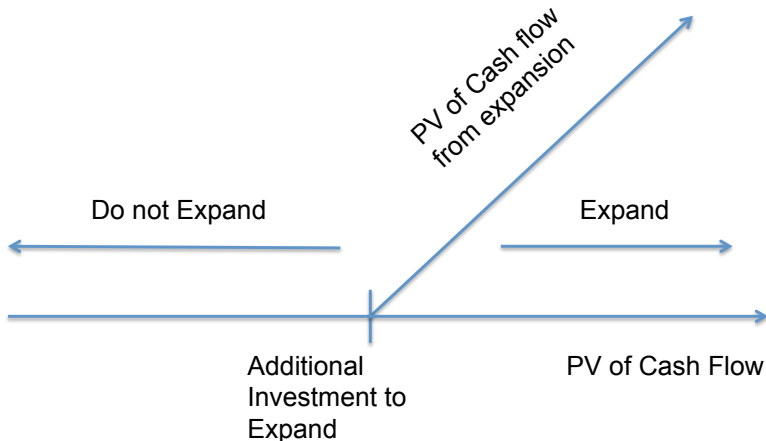 PV of Cash flow
from expansion
Do not Expand
Expand
Additional
Investment to
Expand
PV of Cash Flow